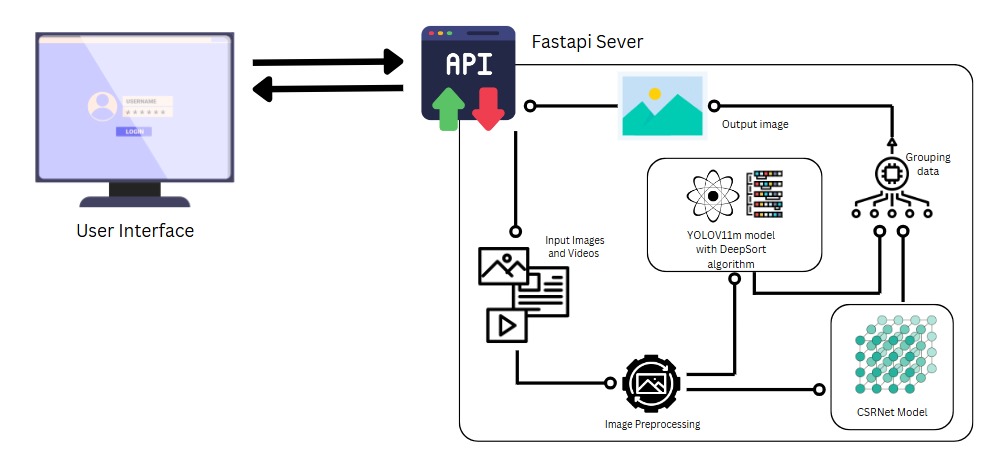 Fastapi Sever
API
USERNAME
LOGIN
User Interface
Output image
Grouping
data
YOLOV11m model
with DeepSort
algorithm
Input Images
and Videos
Image Preprocessing
CSRNet Model